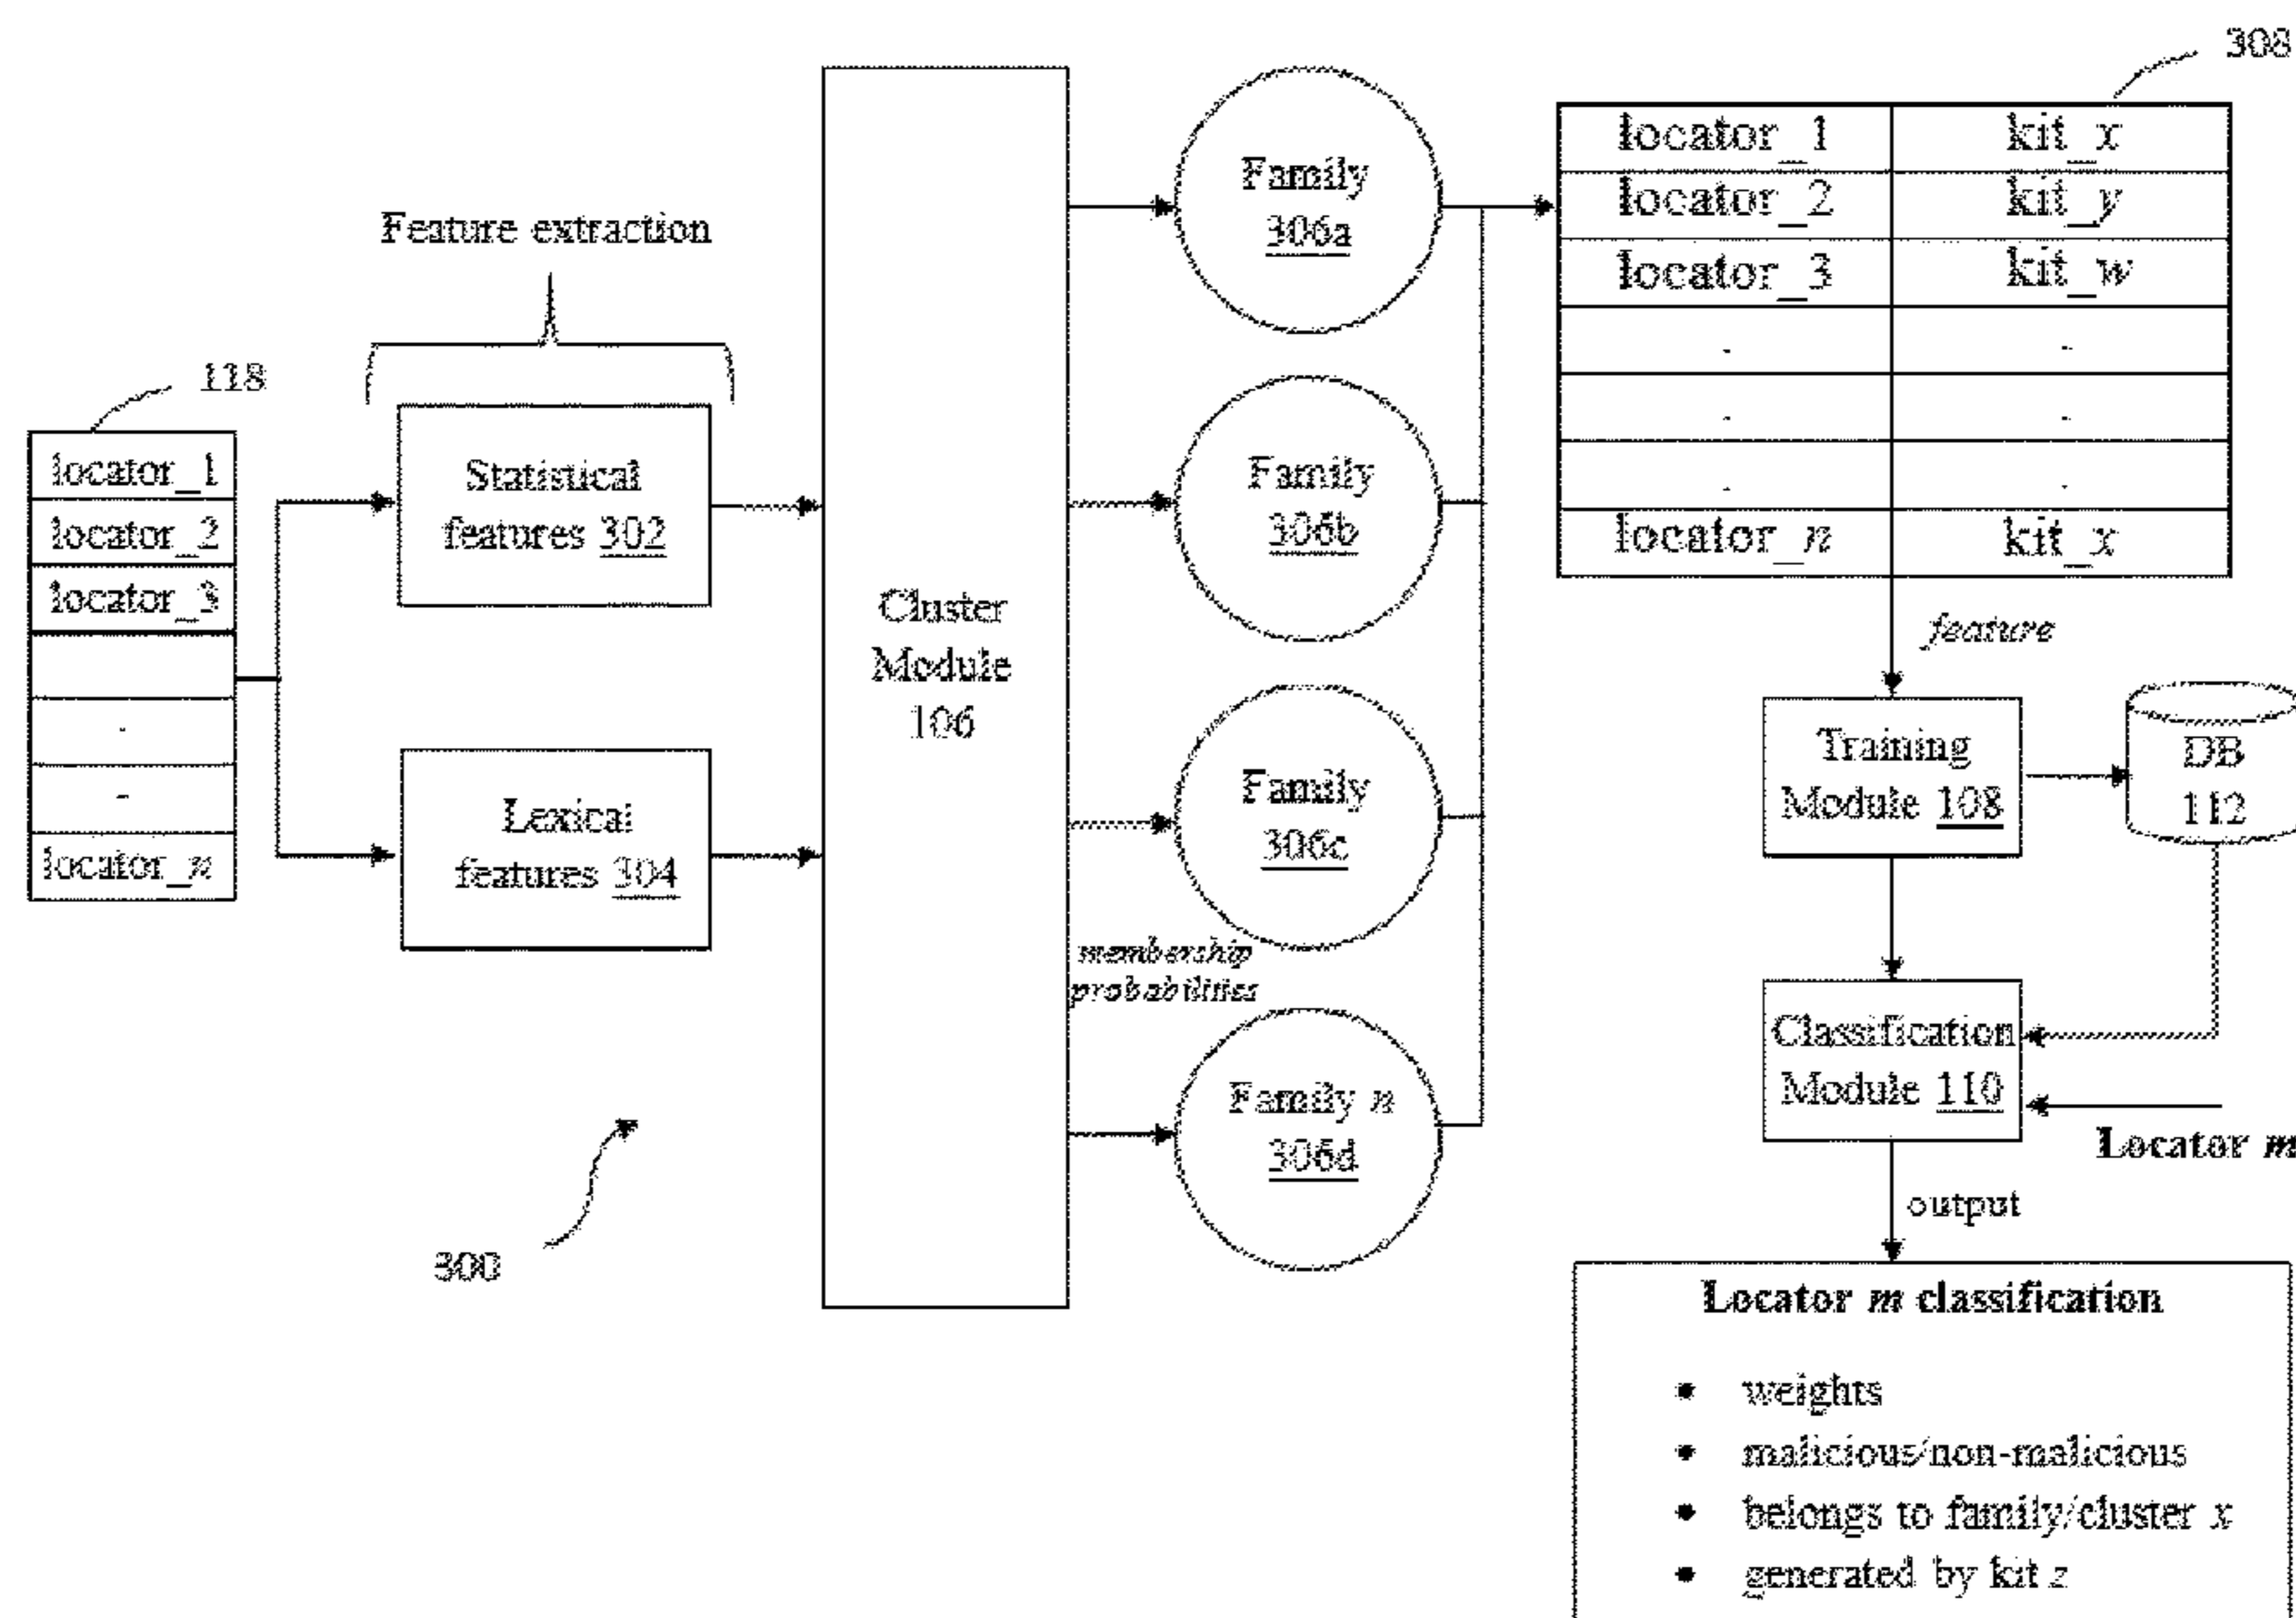 308
118
locator_1
locator_2
locator_3
.
-
locator_n
Feature extraction
Statistical
features 302
Lexical
features 304
300
Cluster
Module
106
membership
probabilities
Family
306a
Family
306b
Family
306c
Family n
306d
locator_1 kit_x
locator_2 kit_y
locator_3 kit_w
. .
. .
. .
locator_n kit_x
feature
Training
Module 108
DB
112
Classification
Module 110
Locator m
output
Locator m classification
• weights
• malicious/non-malicious
• belongs to family/cluster x
• generated by kit z